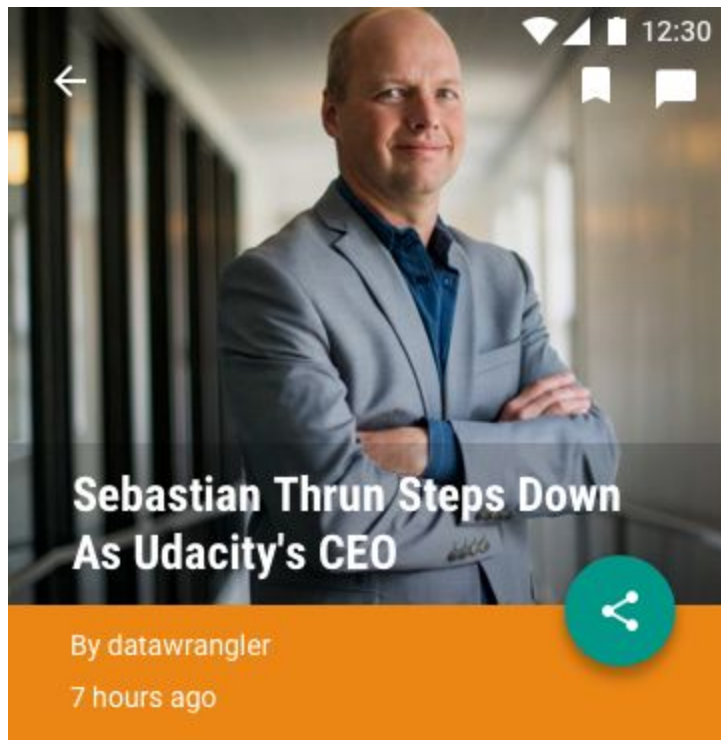 12:30
Sebastian Thrun Steps Down
As Udacity's CEO
By datawrangler
7 hours ago